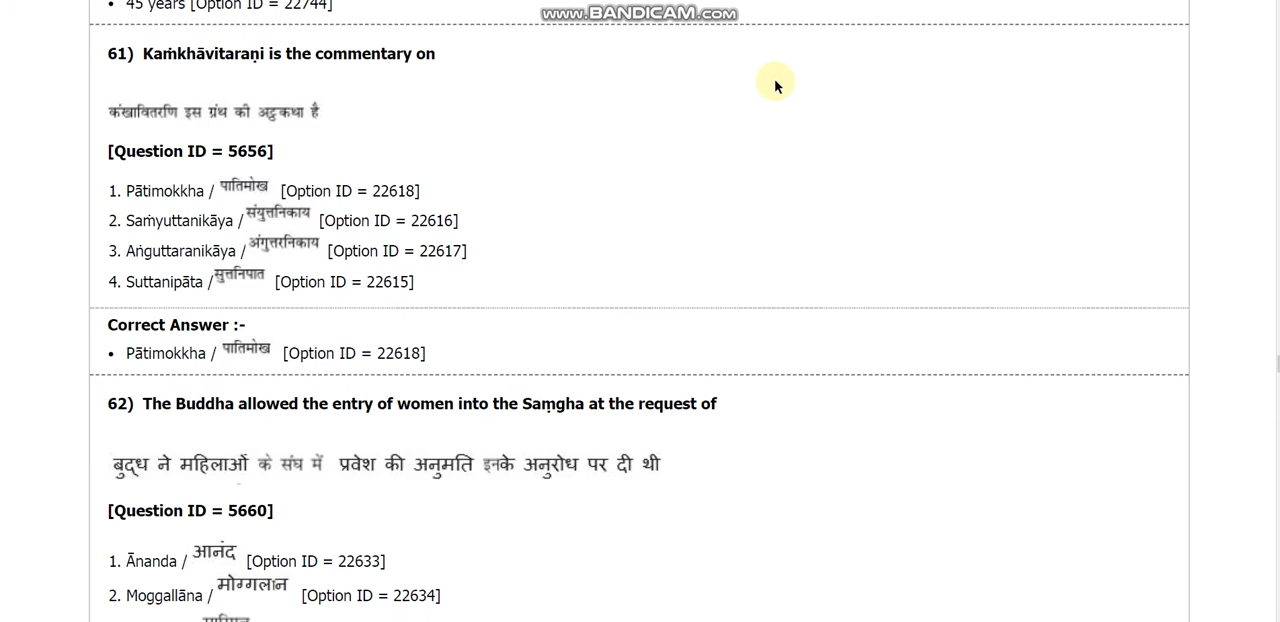 • 45 years [Option ID = 22744]
www.BANDICAM.com
61) Kaṁkhāvitaraṇi is the commentary on
कंखावितरणि इस ग्रंथ की अट्ठकथा है
[Question ID = 5656]
1. Pātimokkha / पातिमोख [Option ID = 22618]
2. Saṁyuttanikāya / संयुत्तनिकाय [Option ID = 22616]
3. Aṅguttaranikāya / अंगुत्तरनिकाय [Option ID = 22617]
4. Suttanipāta / सुत्तनिपात [Option ID = 22615]
Correct Answer :-
• Pātimokkha / पातिमोख [Option ID = 22618]
62) The Buddha allowed the entry of women into the Saṃgha at the request of
बुद्ध ने महिलाओं के संघ में प्रवेश की अनुमति इनके अनुरोध पर दी थी
[Question ID = 5660]
1. Ānanda / आनंद [Option ID = 22633]
2. Moggallāna / मोग्गलान [Option ID = 22634]